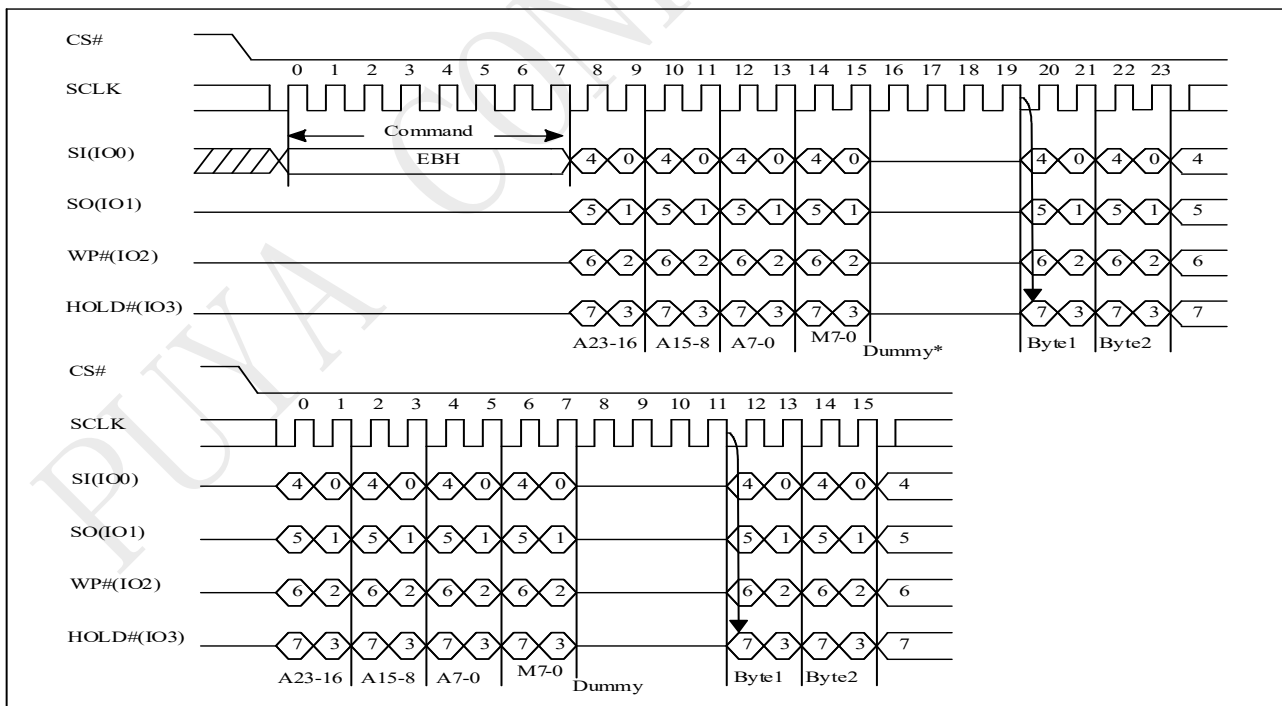 CS#
0 1 2 3 4 5 6 7 8 9 10 11 12 13 14 15 16 17 18 19 20 21 22 23
SCLK
Command
SI(IO0) EBH 4 0 4 0 4 0 4 0 4 0 4 0 4
SO(IO1) 5 1 5 1 5 1 5 1 5 1 5 1 5
WP#(IO2) 6 2 6 2 6 2 6 2 6 2 6 2 6
HOLD#(IO3) 7 3 7 3 7 3 7 3 7 3 7 3 7
A23-16 A15-8 A7-0 M7-0 Dummy* Byte1 Byte2
CS#
0 1 2 3 4 5 6 7 8 9 10 11 12 13 14 15
SCLK
SI(IO0) 4 0 4 0 4 0 4 0 4 0 4 0 4
SO(IO1) 5 1 5 1 5 1 5 1 5 1 5 1 5
WP#(IO2) 6 2 6 2 6 2 6 2 6 2 6 2 6
HOLD#(IO3) 7 3 7 3 7 3 7 3 7 3 7 3 7
A23-16 A15-8 A7-0 M7-0 Dummy Byte1 Byte2
PUYA